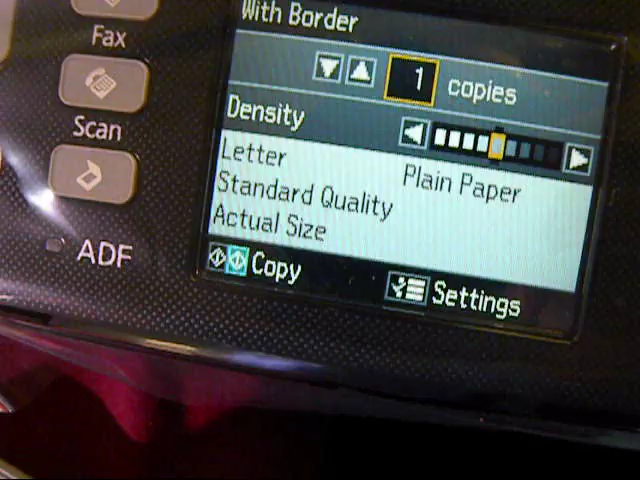 With Border
Fax
1 copies
Density
Scan
Letter Plain Paper
Standard Quality
Actual Size
ADF
Copy Settings